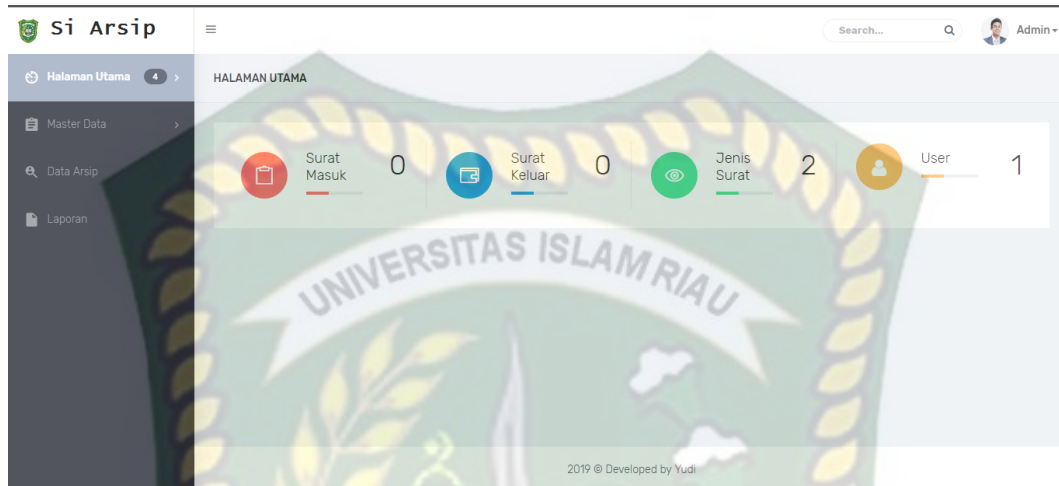 Si Arsip
Search...
Admin
Halaman Utama 4
HALAMAN UTAMA
Master Data
Data Arsip
Laporan
Surat Masuk 0
Surat Keluar 0
Jenis Surat 2
User 1
UNIVERSITAS ISLAM RIAU
2019 © Developed by Yudi